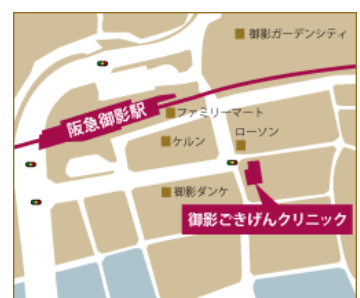 御影ガーデンシティ
阪急御影駅
ファミリーマート
ローソン
ケルン
御影ダンケ
御影ごきげんクリニック